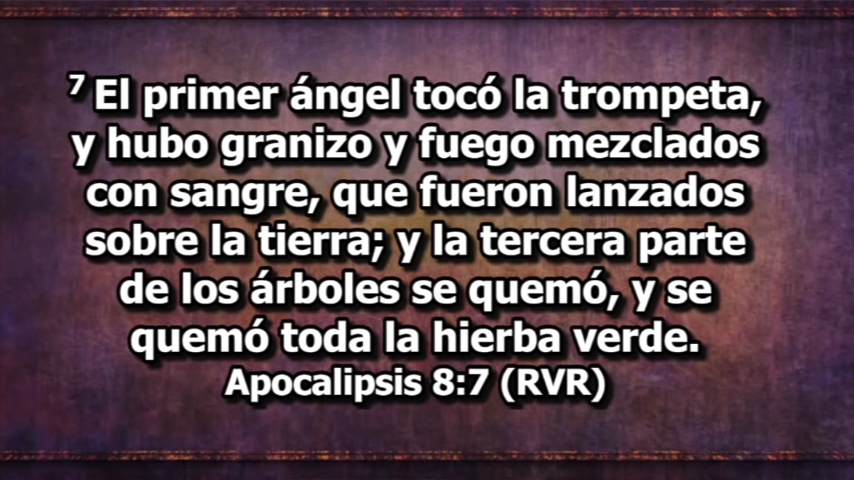 7 El primer ángel tocó la trompeta,
y hubo granizo y fuego mezclados
con sangre, que fueron lanzados
sobre la tierra; y la tercera parte
de los árboles se quemó, y se
quemó toda la hierba verde.
Apocalipsis 8:7 (RVR)